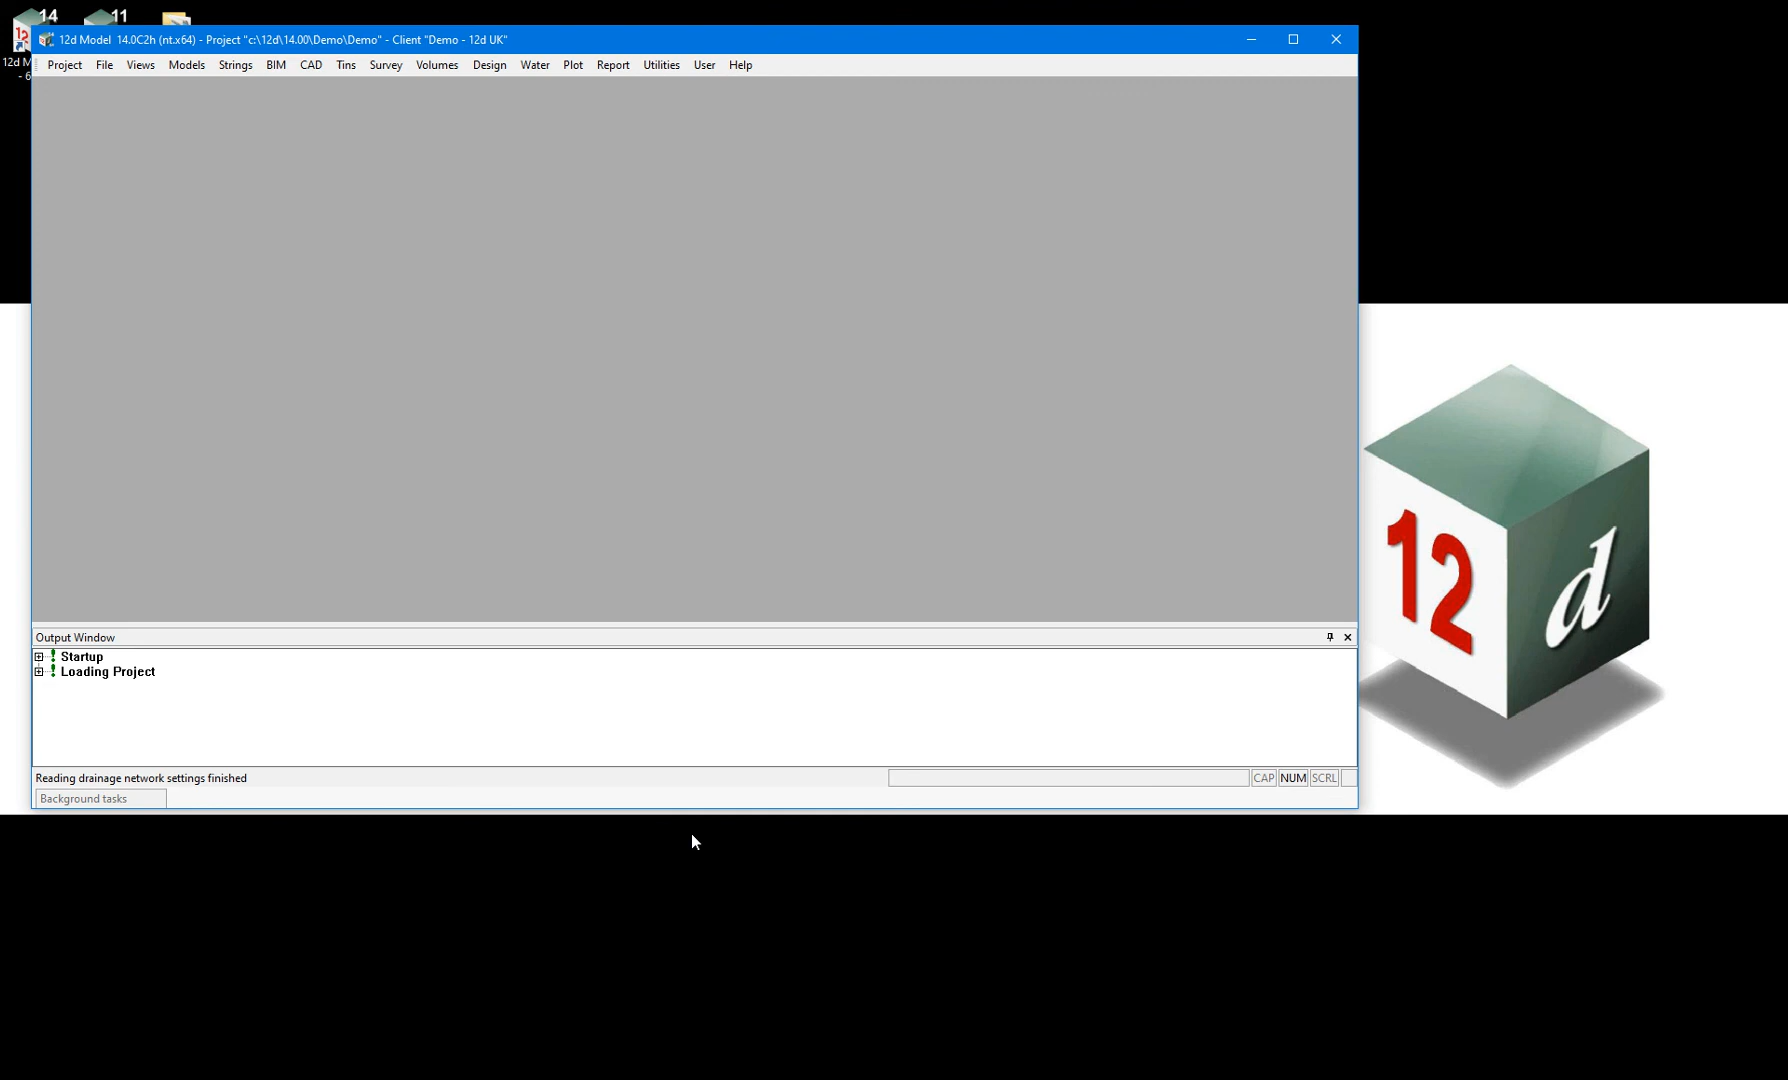 14
11
12d M
- 6
12d Model 14.0C2h (nt.x64) - Project "c:\12d\14.00\Demo\Demo" - Client "Demo - 12d UK"
Project File Views Models Strings BIM CAD Tins Survey Volumes Design Water Plot Report Utilities User Help
12 d
Output Window
Startup
Loading Project
Reading drainage network settings finished
CAP NUM SCRL
Background tasks